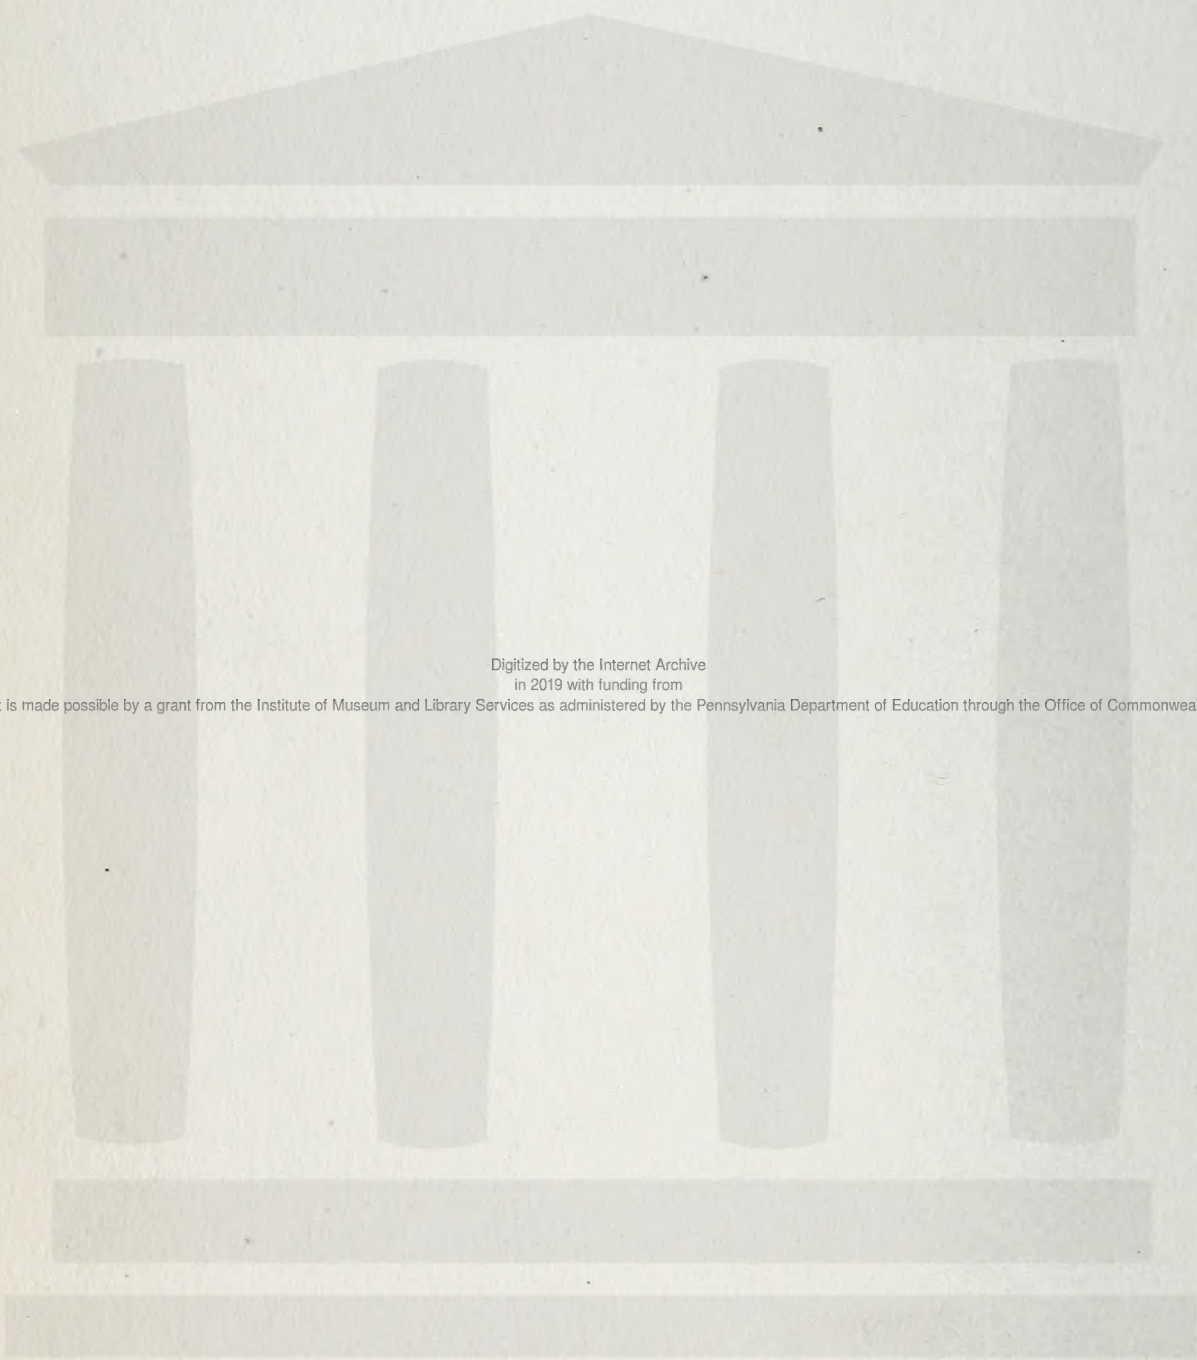 Digitized by the Internet Archive
in 2019 with funding from
is made possible by a grant from the Institute of Museum and Library Services as administered by the Pennsylvania Department of Education through the Office of